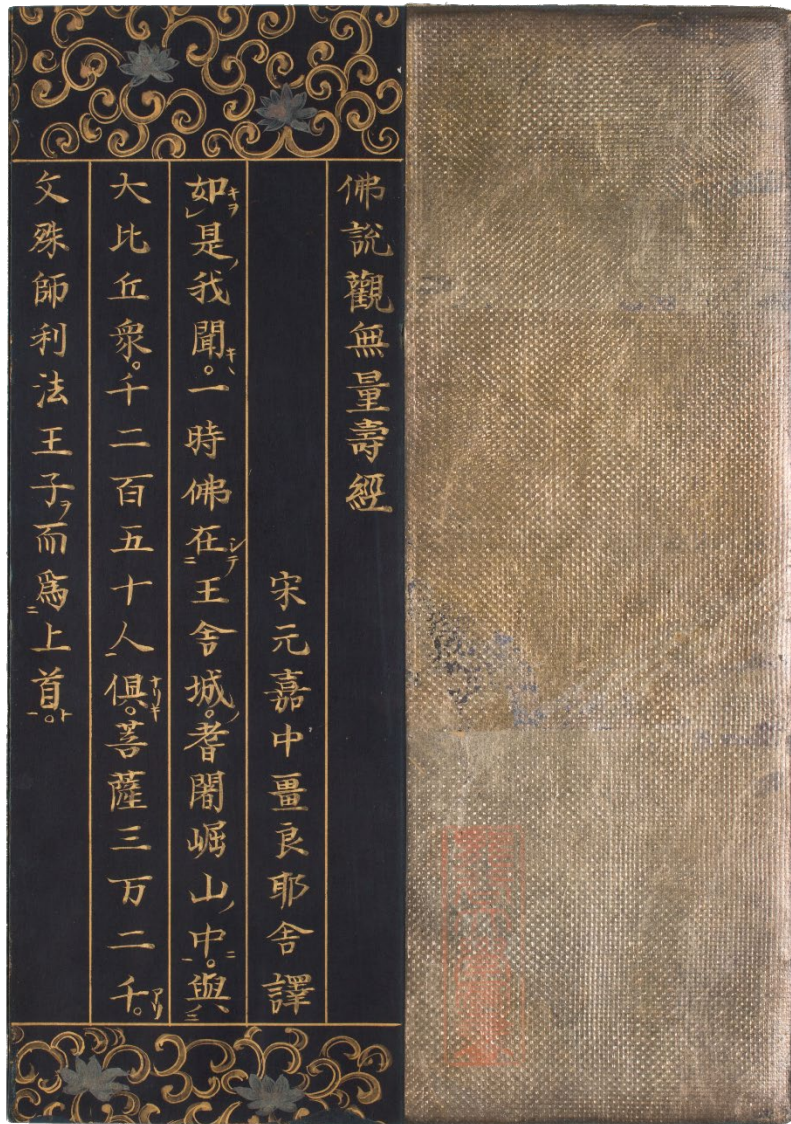 佛說觀無量壽經
宋元嘉中畺良耶舍譯
如是我聞。一時佛在王舍城。耆闍崛山中。與
大比丘衆。千二百五十人俱。菩薩三万二千。
文殊師利法王子而爲上首。